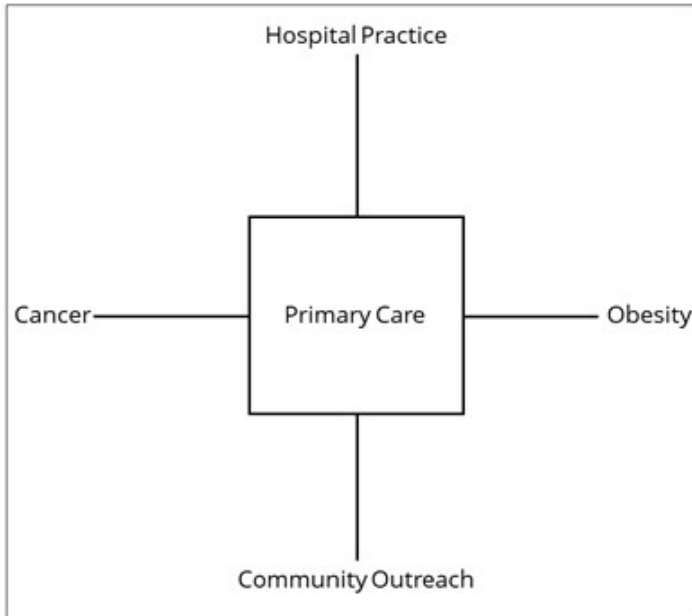 Hospital Practice
Cancer
Primary Care
Obesity
Community Outreach